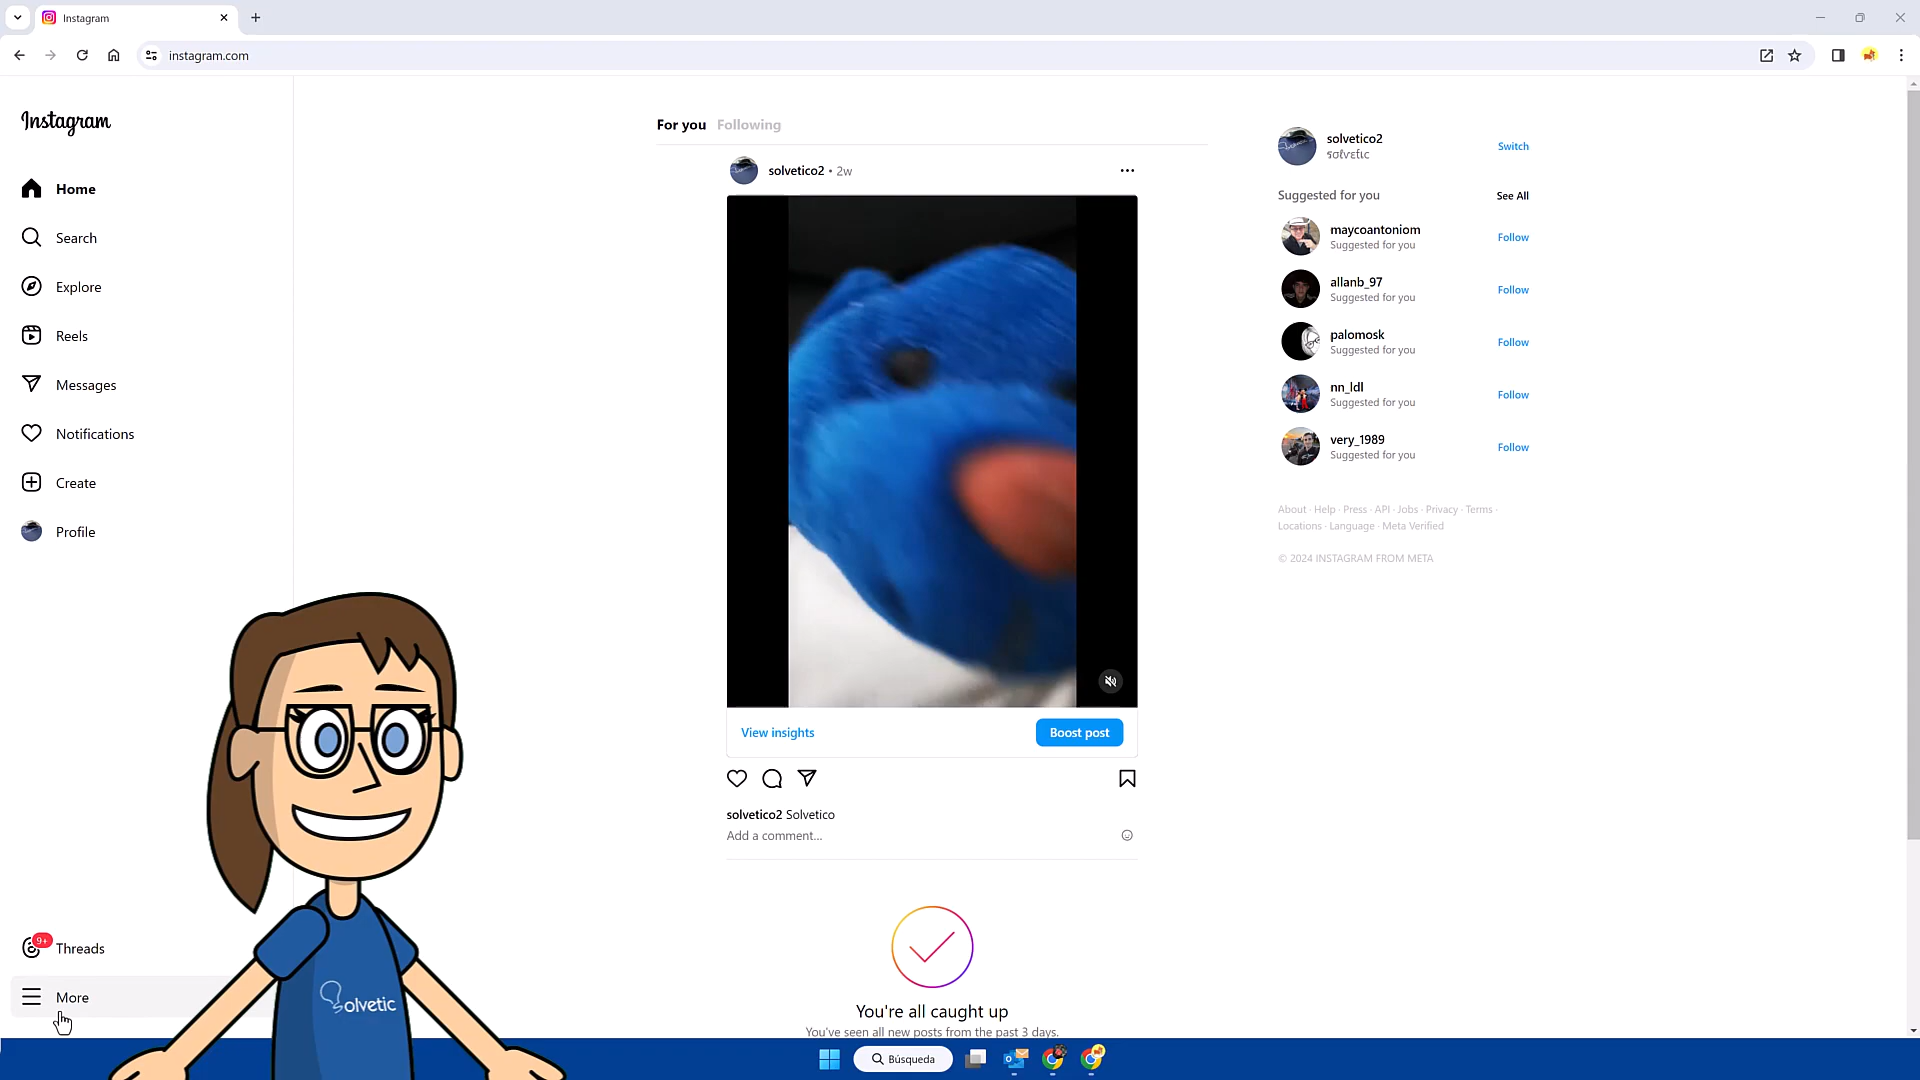 Instagram
instagram.com
Instagram
Home
Search
Explore
Reels
Messages
Notifications
Create
Profile
9+
Threads
More
For you Following
solvetico2 • 2w
View insights
Boost post
solvetico2 Solvetico
Add a comment...
You're all caught up
You've seen all new posts from the past 3 days.
solvetico2
Switch
Suggested for you
See All
maycoantoniom
Suggested for you
Follow
allanb_97
Suggested for you
Follow
palomosk
Suggested for you
Follow
nn_ldl
Suggested for you
Follow
very_1989
Suggested for you
Follow
About · Help · Press · API · Jobs · Privacy · Terms ·
Locations · Language · Meta Verified
© 2024 INSTAGRAM FROM META
Solvetic
Búsqueda